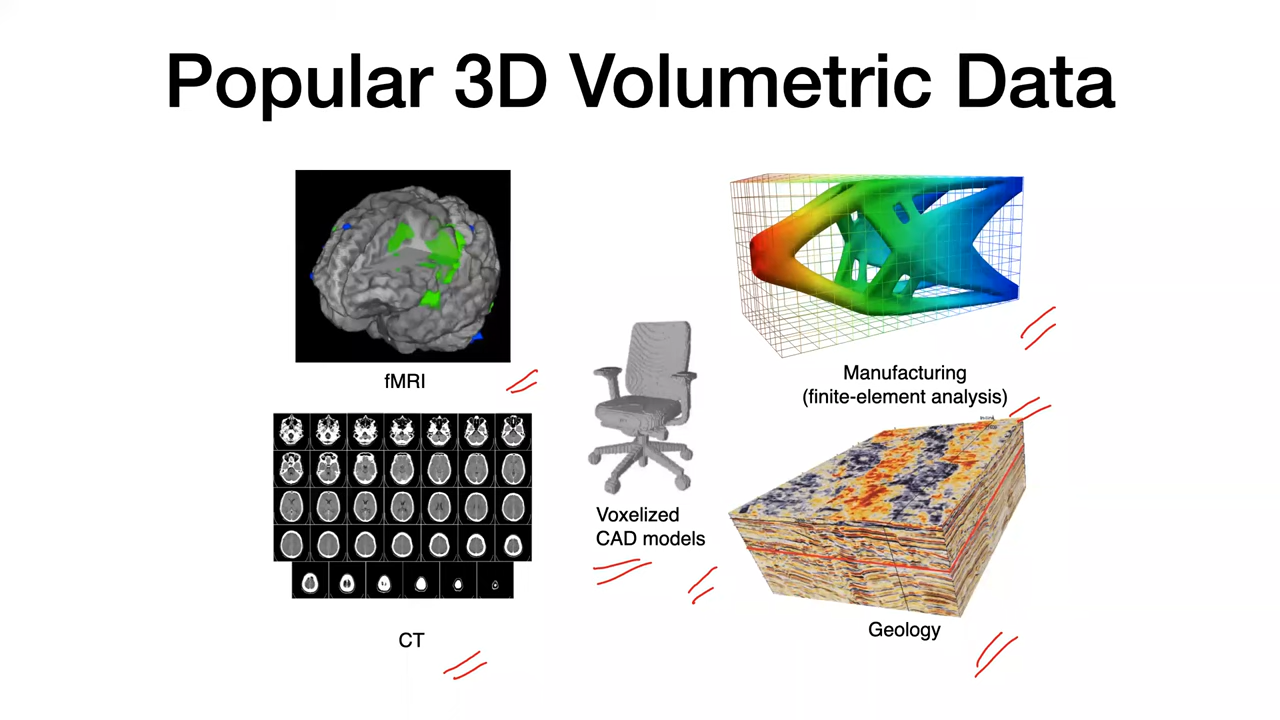 Popular 3D Volumetric Data
fMRI
Manufacturing
(finite-element analysis)
Voxelized
CAD models
CT
Geology